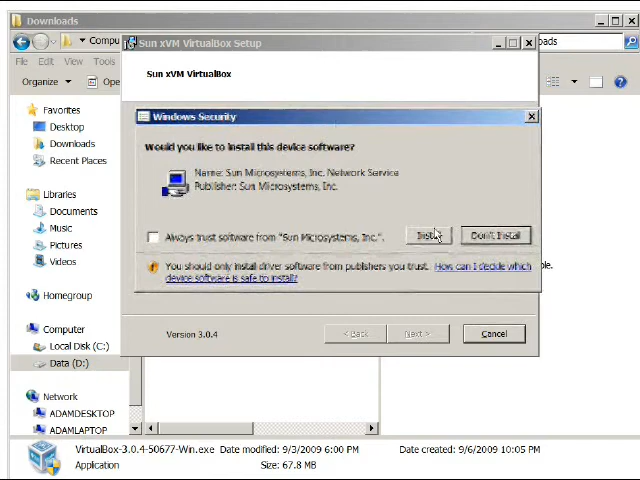 Downloads
Compu
Sun xVM VirtualBox Setup
ads
File Edit View Tools
Organize
Op
Sun xVM VirtualBox
Favorites
Desktop
Downloads
Recent Places
Libraries
Documents
Music
Pictures
Videos
Homegroup
Computer
Local Disk (C:)
Data (D:)
Network
ADAMDESKTOP
ADAMLAPTOP
Windows Security
Would you like to install this device software?
Name: Sun Microsystems, Inc. Network Service
Publisher: Sun Microsystems, Inc.
Always trust software from "Sun Microsystems, Inc.".
Install
Don't Install
You should only install driver software from publishers you trust. How can I decide which
device software is safe to install?
ble.
Version 3.0.4
< Back
Next >
Cancel
VirtualBox-3.0.4-50677-Win.exe Date modified: 9/3/2009 6:00 PM Date created: 9/6/2009 10:05 PM
Application Size: 67.8 MB